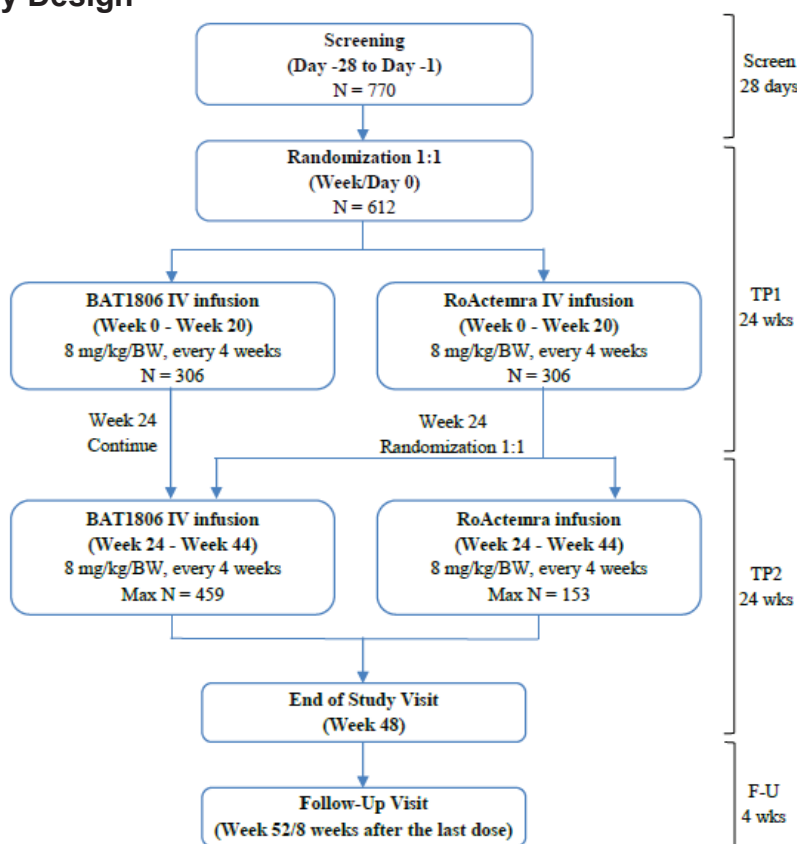 y Design
Screening
(Day -28 to Day -1)
N = 770
Screen
28 days
Randomization 1:1
(Week/Day 0)
N = 612
BAT1806 IV infusion
(Week 0 - Week 20)
8 mg/kg/BW, every 4 weeks
N = 306
RoActemra IV infusion
(Week 0 - Week 20)
8 mg/kg/BW, every 4 weeks
N = 306
TP1
24 wks
Week 24
Continue
Week 24
Randomization 1:1
BAT1806 IV infusion
(Week 24 - Week 44)
8 mg/kg/BW, every 4 weeks
Max N = 459
RoActemra infusion
(Week 24 - Week 44)
8 mg/kg/BW, every 4 weeks
Max N = 153
TP2
24 wks
End of Study Visit
(Week 48)
Follow-Up Visit
(Week 52/8 weeks after the last dose)
F-U
4 wks